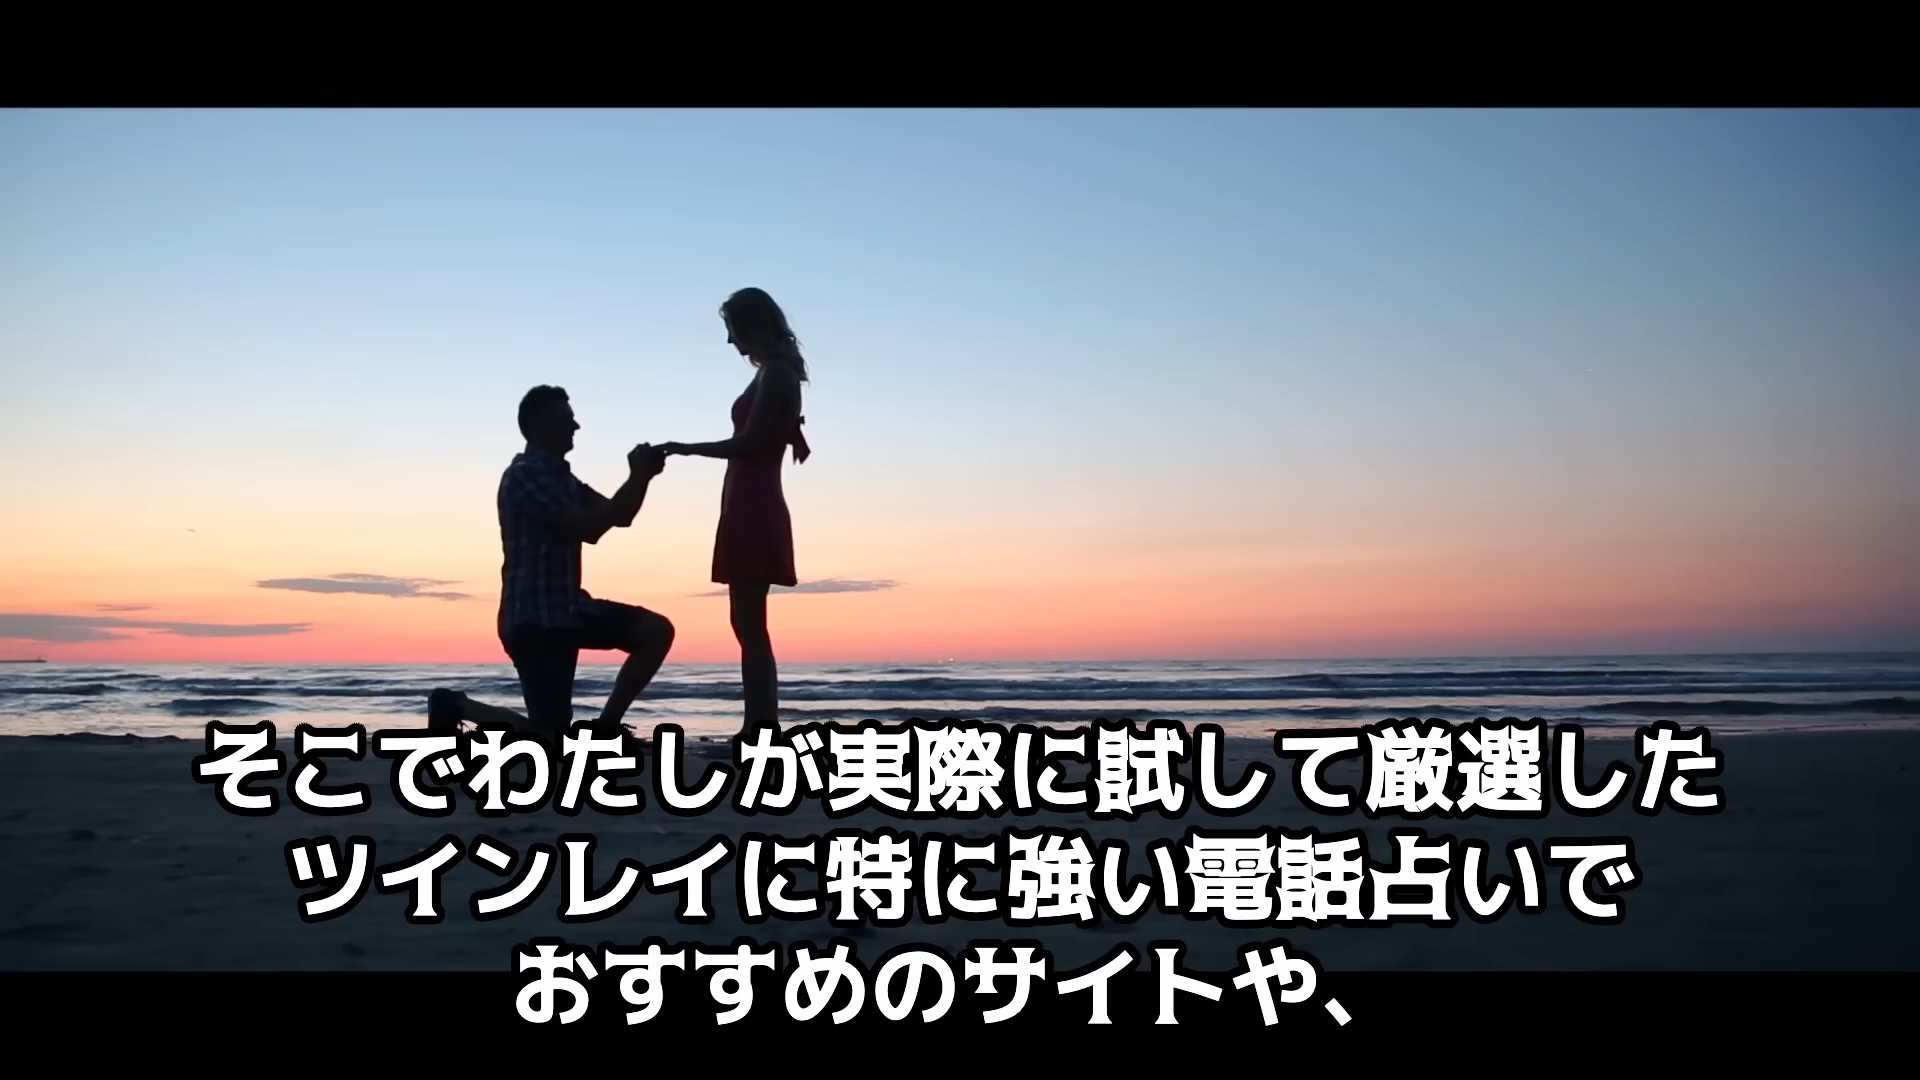 そこでわたしが実際に試して厳選した
ツインレイに特に強い電話占いで
おすすめのサイトや、